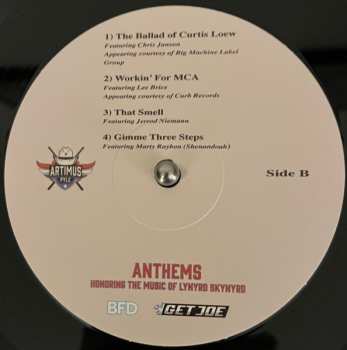 1) The Ballad of Curtis Loew
Featuring Chris Janson
Appearing courtesy of Big Machine Label
Group
2) Workin' For MCA
Featuring Lee Brice
Appearing courtesy of Curb Records
3) That Smell
Featuring Jerrod Niemann
4) Gimme Three Steps
Featuring Marty Raybon (Shenandoah)
ARTIMUS
PYLE
Side B
ANTHEMS
HONORING THE MUSIC OF LYNYRD SKYNYRD
BFD
GET JOE